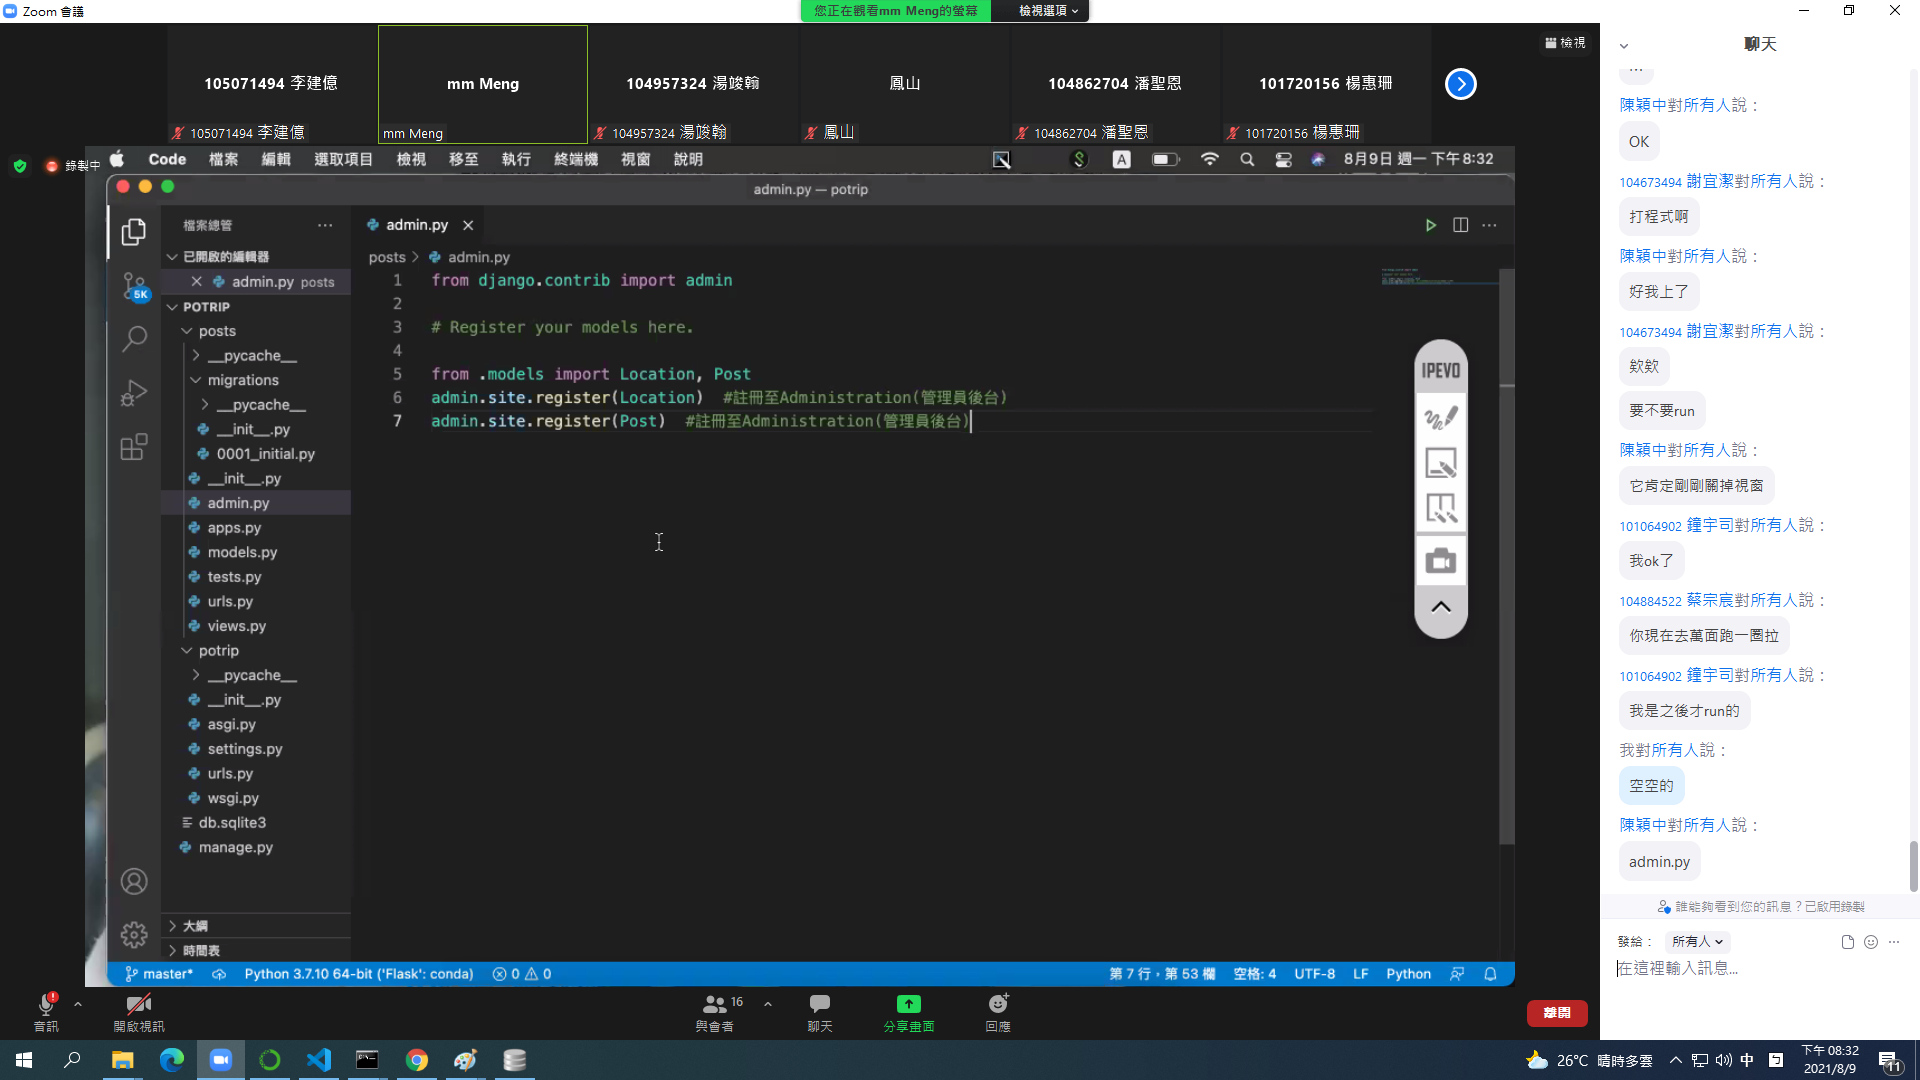 Zoom 會議
您正在觀看mm Meng的螢幕
檢視選項
105071494 李建億
mm Meng
104957324 湯竣翰
鳳山
104862704 潘聖恩
101720156 楊惠珊
檢視
105071494 李建億
mm Meng
104957324 湯竣翰
鳳山
104862704 潘聖恩
101720156 楊惠珊
錄製中
Code 檔案 編輯 選取項目 檢視 移至 執行 終端機 視窗 說明
A
8月9日 週一 下午8:32
admin.py — potrip
檔案總管
admin.py
已開啟的編輯器
admin.py posts
5K
POTRIP
posts
__pycache__
migrations
__pycache__
__init__.py
0001_initial.py
__init__.py
admin.py
apps.py
models.py
tests.py
urls.py
views.py
potrip
__pycache__
__init__.py
asgi.py
settings.py
urls.py
wsgi.py
db.sqlite3
manage.py
大綱
時間表
posts > admin.py
1 from django.contrib import admin
2
3 # Register your models here.
4
5 from .models import Location, Post
6 admin.site.register(Location)  #註冊至Administration(管理員後台)
7 admin.site.register(Post)  #註冊至Administration(管理員後台)
IPEVO
master* Python 3.7.10 64-bit ('Flask': conda) 0 0
第 7 行，第 53 欄 空格: 4 UTF-8 LF Python
聊天
陳穎中對所有人說：
OK
104673494 謝宜潔對所有人說：
打程式啊
陳穎中對所有人說：
好我上了
104673494 謝宜潔對所有人說：
欸欸
要不要run
陳穎中對所有人說：
它肯定剛剛關掉視窗
101064902 鐘宇司對所有人說：
我ok了
104884522 蔡宗宸對所有人說：
你現在去萬面跑一圈拉
101064902 鐘宇司對所有人說：
我是之後才run的
我對所有人說：
空空的
陳穎中對所有人說：
admin.py
誰能夠看到您的訊息？已啟用錄製
發給： 所有人
在這裡輸入訊息...
音訊
開啟視訊
與會者 16
聊天
分享畫面
回應
離開
26°C 晴時多雲
中
下午 08:32
2021/8/9
11